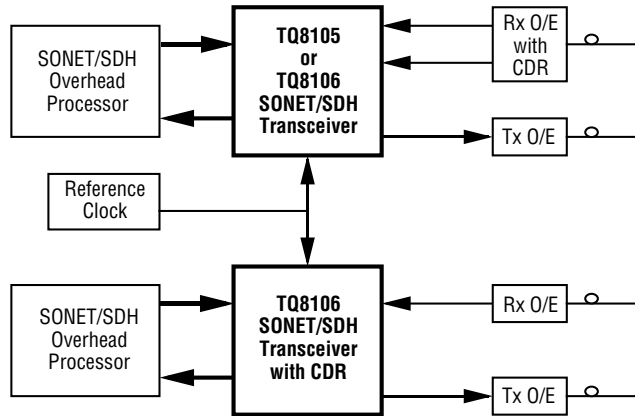 SONET/SDH
Overhead
Processor
TQ8105
or
TQ8106
SONET/SDH
Transceiver
Rx O/E
with
CDR
Tx O/E
Reference
Clock
SONET/SDH
Overhead
Processor
TQ8106
SONET/SDH
Transceiver
with CDR
Rx O/E
Tx O/E